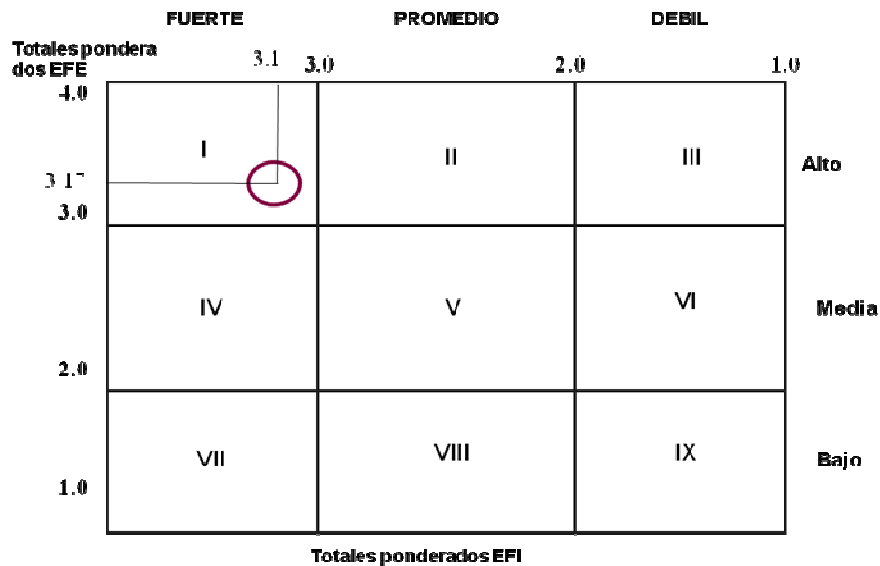 FUERTE PROMEDIO DEBIL
Totales pondera
dos EFE
3.1 3.0 2.0 1.0
4.0
I II III Alto
3.0
IV V VI Media
2.0
VII VIII IX Bajo
1.0
Totales ponderados EFI